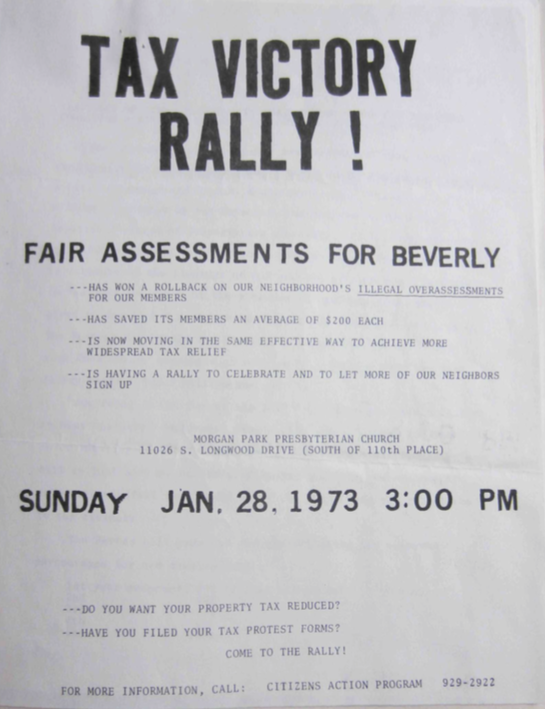 TAX VICTORY
RALLY!
FAIR ASSESSMENTS FOR BEVERLY
---HAS WON A ROLLBACK ON OUR NEIGHBORHOOD'S ILLEGAL OVERASSESSMENTS
FOR OUR MEMBERS
---HAS SAVED ITS MEMBERS AN AVERAGE OF $200 EACH
---IS NOW MOVING IN THE SAME EFFECTIVE WAY TO ACHIEVE MORE
WIDESPREAD TAX RELIEF
---IS HAVING A RALLY TO CELEBRATE AND TO LET MORE OF OUR NEIGHBORS
SIGN UP
MORGAN PARK PRESBYTERIAN CHURCH
11026 S. LONGWOOD DRIVE (SOUTH OF 110th PLACE)
SUNDAY JAN. 28, 1973 3:00 PM
---DO YOU WANT YOUR PROPERTY TAX REDUCED?
---HAVE YOU FILED YOUR TAX PROTEST FORMS?
COME TO THE RALLY!
FOR MORE INFORMATION, CALL: CITIZENS ACTION PROGRAM 929-2922